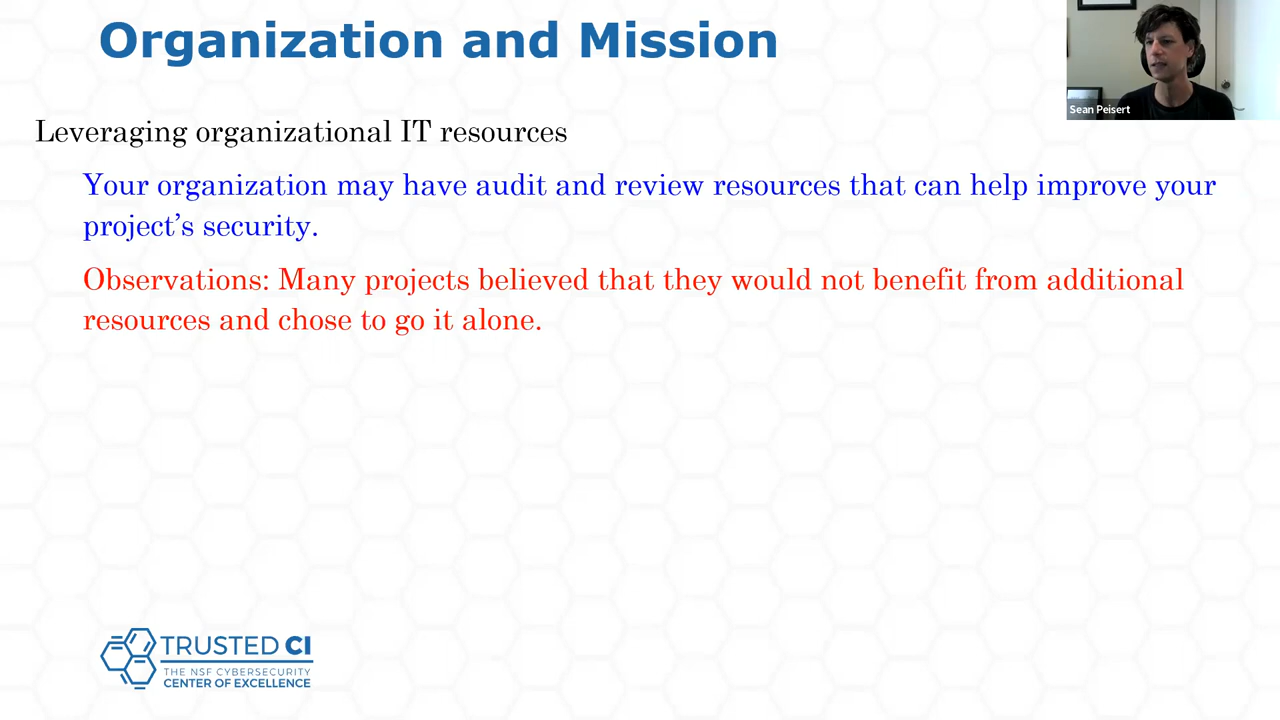 Organization and Mission
Sean Peisert
Leveraging organizational IT resources
Your organization may have audit and review resources that can help improve your
project’s security.
Observations: Many projects believed that they would not benefit from additional
resources and chose to go it alone.
TRUSTED CI
THE NSF CYBERSECURITY
CENTER OF EXCELLENCE